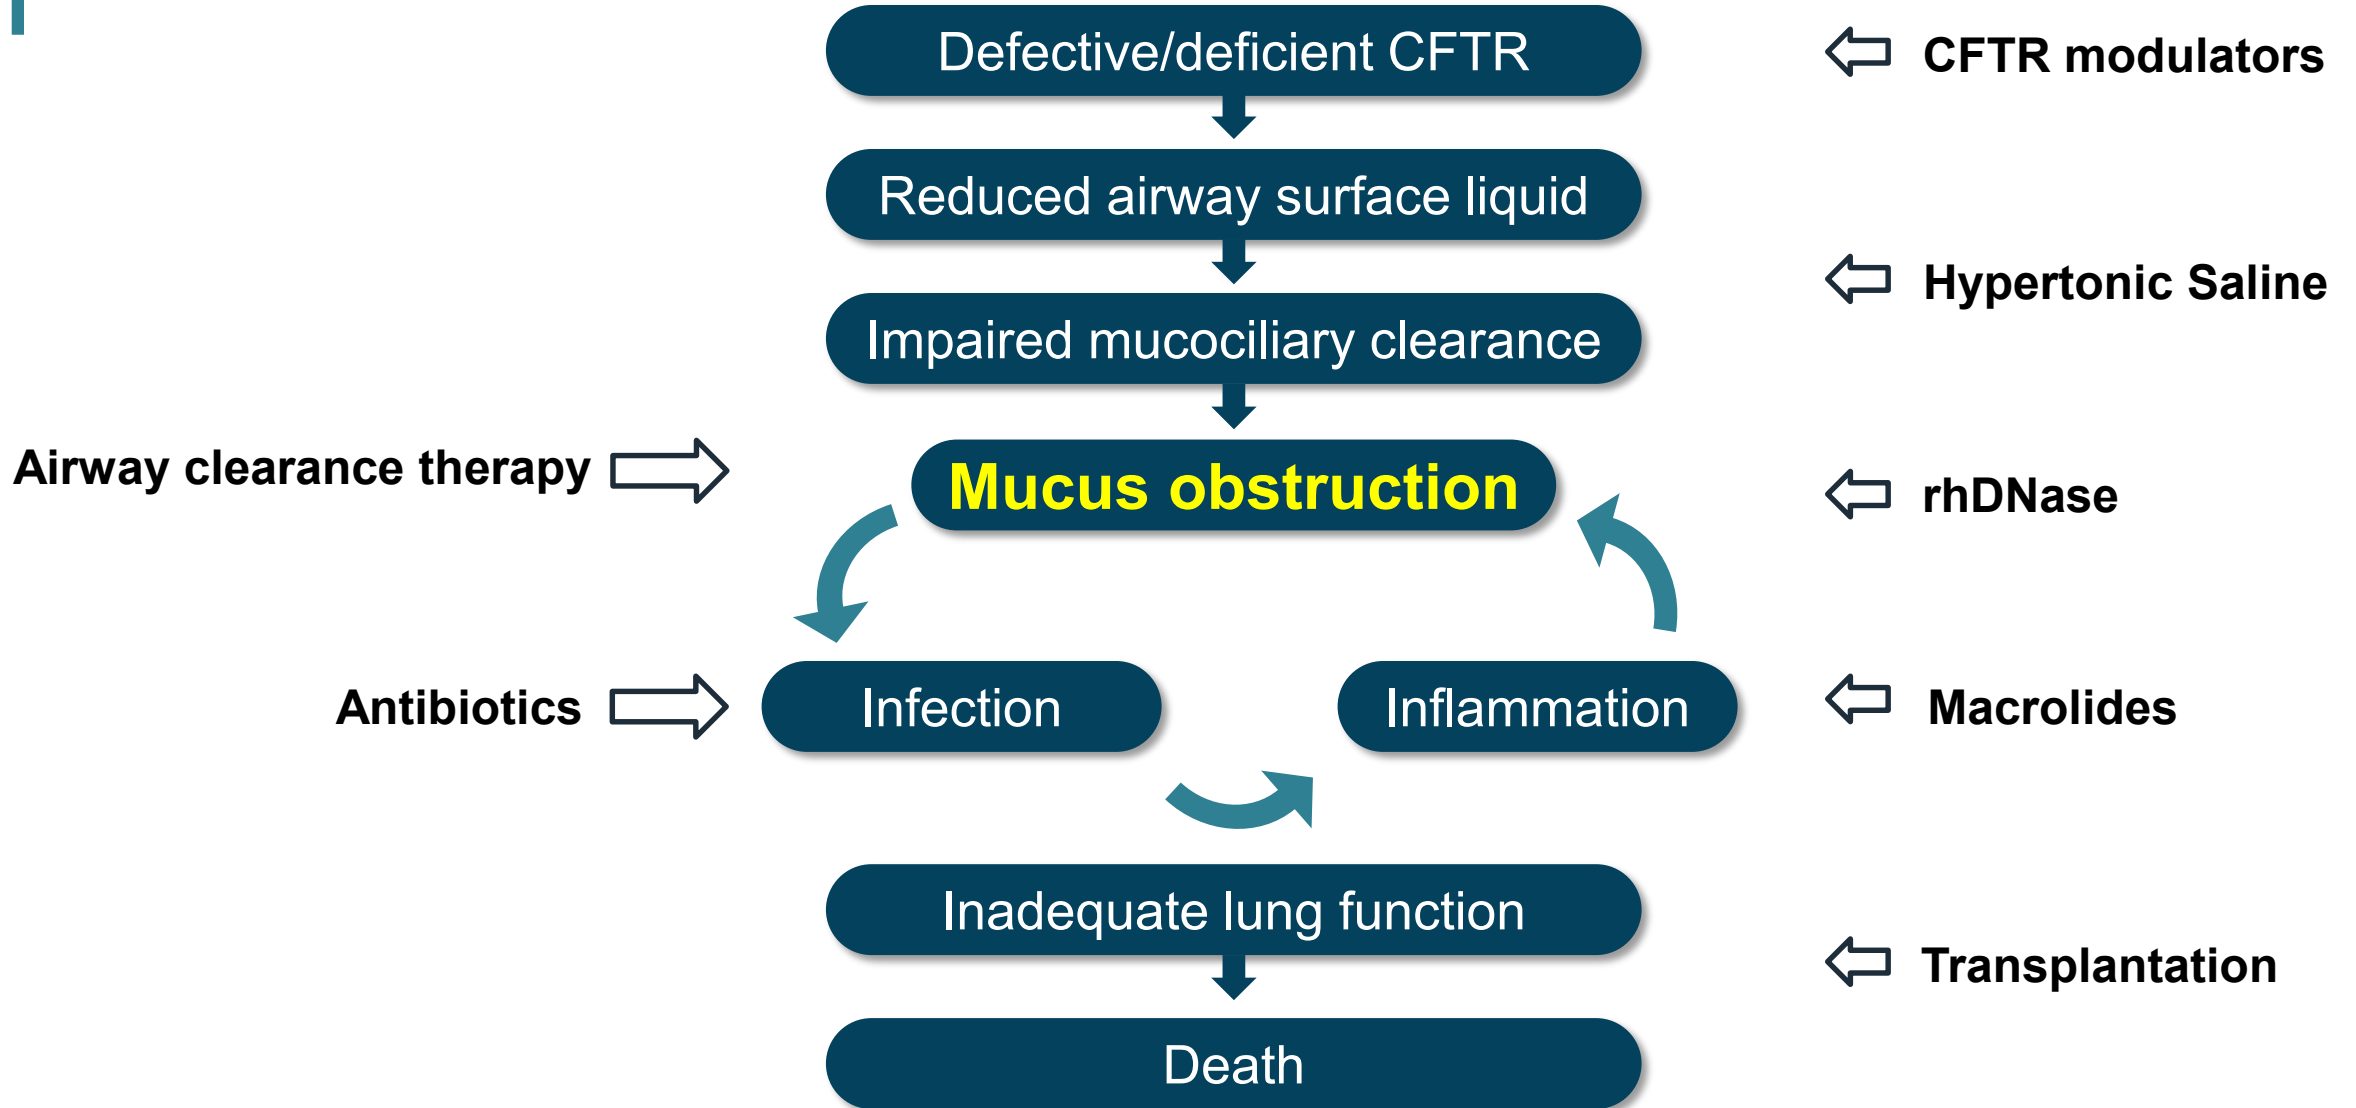 Defective/deficient CFTR
CFTR modulators
Reduced airway surface liquid
Hypertonic Saline
Impaired mucociliary clearance
Airway clearance therapy
Mucus obstruction
rhDNase
Antibiotics
Infection
Inflammation
Macrolides
Inadequate lung function
Transplantation
Death